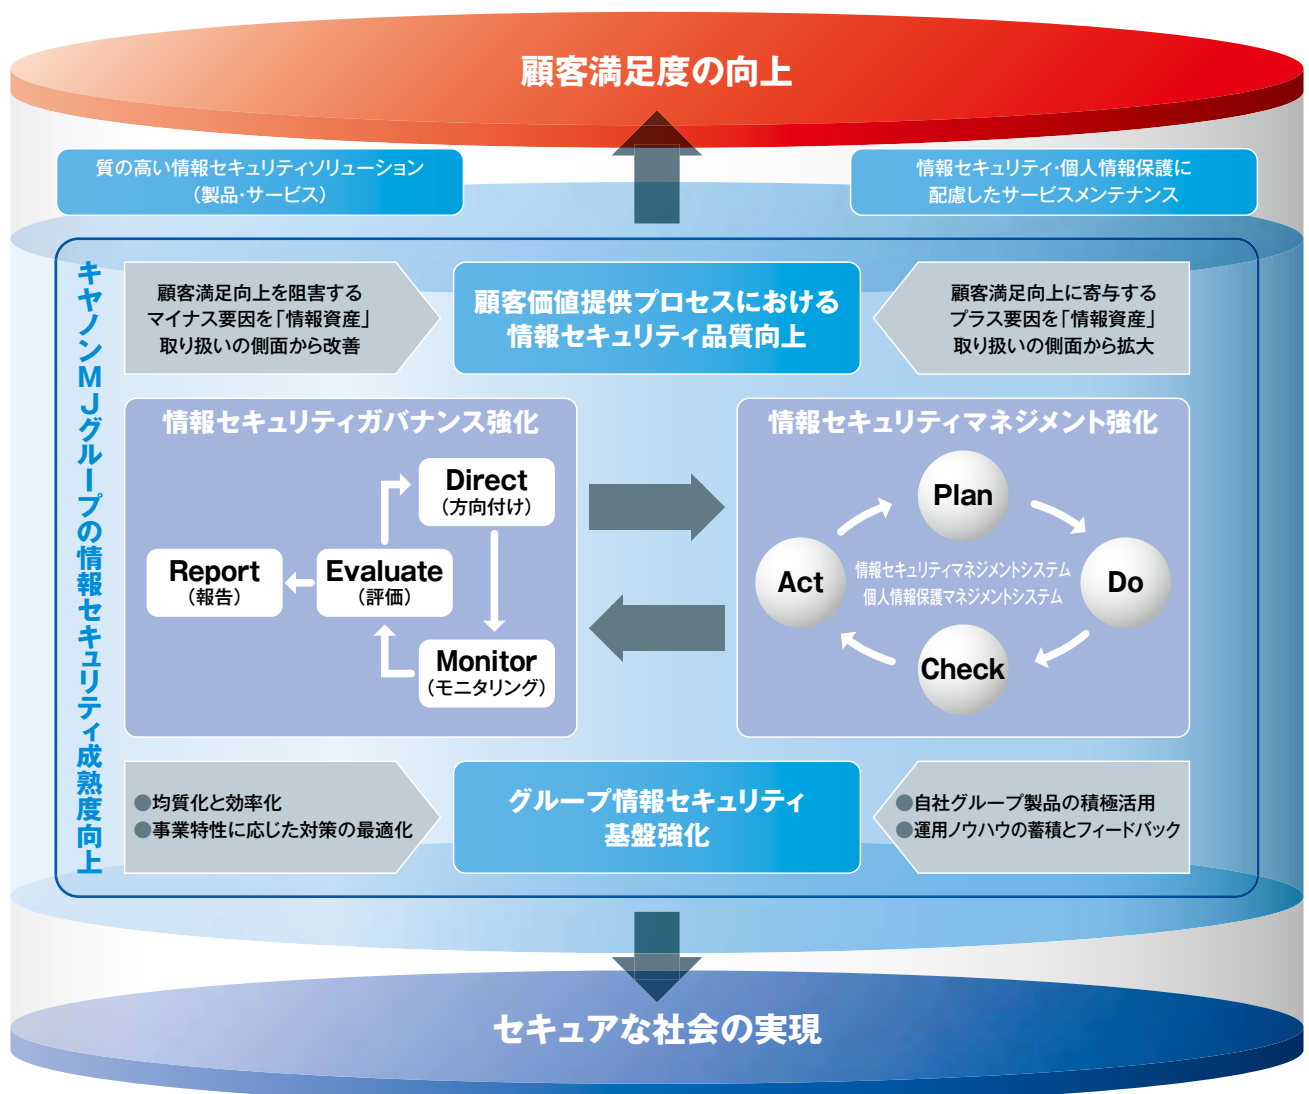 顧客満足度の向上
質の高い情報セキュリティソリューション
（製品・サービス）
情報セキュリティ・個人情報保護に
配慮したサービスメンテナンス
キヤノンＭＪグループの情報セキュリティ成熟度向上
顧客満足向上を阻害する
マイナス要因を「情報資産」
取り扱いの側面から改善
顧客価値提供プロセスにおける
情報セキュリティ品質向上
顧客満足向上に寄与する
プラス要因を「情報資産」
取り扱いの側面から拡大
情報セキュリティガバナンス強化
Direct
（方向付け）
Report
（報告）
Evaluate
（評価）
Monitor
（モニタリング）
情報セキュリティマネジメント強化
Plan
Act
情報セキュリティマネジメントシステム
個人情報保護マネジメントシステム
Do
Check
●均質化と効率化
●事業特性に応じた対策の最適化
グループ情報セキュリティ
基盤強化
●自社グループ製品の積極活用
●運用ノウハウの蓄積とフィードバック
セキュアな社会の実現